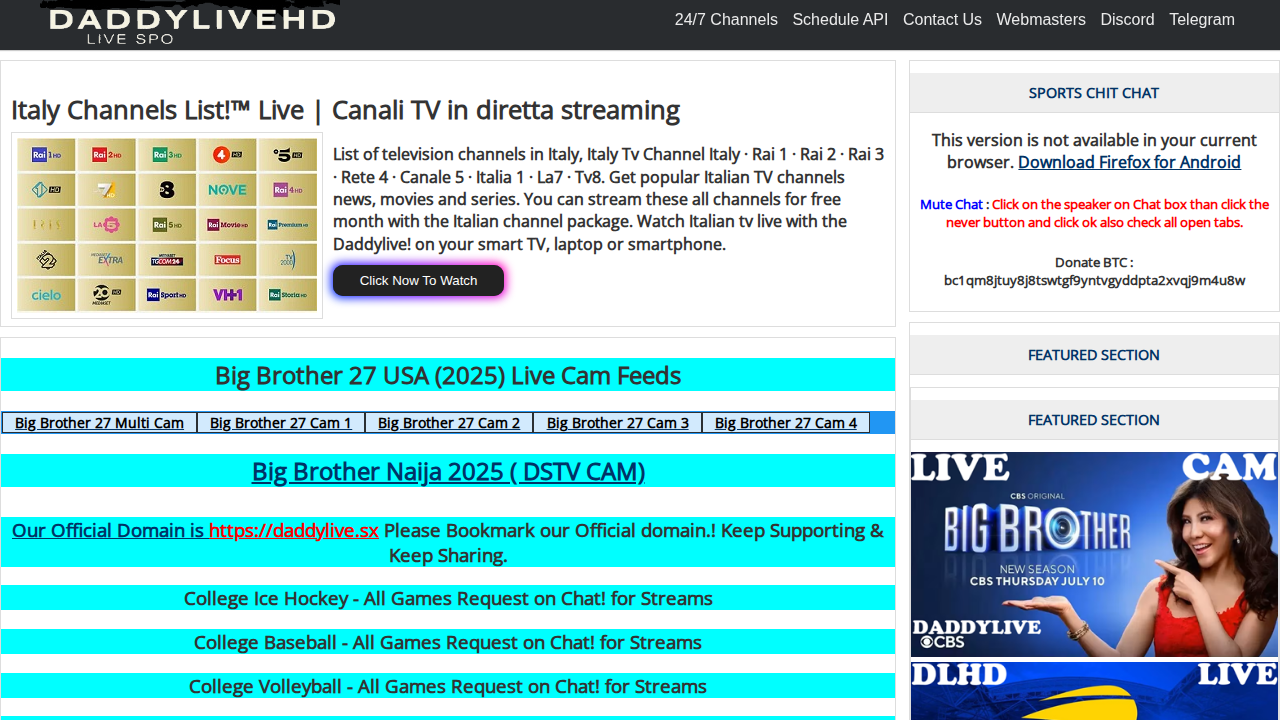 DADDYLIVEHD
LIVE SPO
24/7 Channels Schedule API Contact Us Webmasters Discord Telegram
Italy Channels List!™ Live | Canali TV in diretta streaming
Rai 1 HD Rai 2 HD Rai 3 HD 4 HD 5 HD
1 HD 7 8 NOVE Rai 4 HD
IRIS LA 5 Rai 5 HD Rai Movie HD Rai Premium HD
27 MEDIASET EXTRA MEDIASET TGCOM24 Focus TV 2000
cielo 20 HD MEDIASET Rai Sport HD VH1 Rai Storia HD
List of television channels in Italy, Italy Tv Channel Italy · Rai 1 · Rai 2 · Rai 3
· Rete 4 · Canale 5 · Italia 1 · La7 · Tv8. Get popular Italian TV channels
news, movies and series. You can stream these all channels for free
month with the Italian channel package. Watch Italian tv live with the
Daddylive! on your smart TV, laptop or smartphone.
Click Now To Watch
Big Brother 27 USA (2025) Live Cam Feeds
Big Brother 27 Multi Cam Big Brother 27 Cam 1 Big Brother 27 Cam 2 Big Brother 27 Cam 3 Big Brother 27 Cam 4
Big Brother Naija 2025 ( DSTV CAM)
Our Official Domain is https://daddylive.sx Please Bookmark our Official domain.! Keep Supporting &
Keep Sharing.
College Ice Hockey - All Games Request on Chat! for Streams
College Baseball - All Games Request on Chat! for Streams
College Volleyball - All Games Request on Chat! for Streams
SPORTS CHIT CHAT
This version is not available in your current
browser. Download Firefox for Android
Mute Chat : Click on the speaker on Chat box than click the
never button and click ok also check all open tabs.
Donate BTC :
bc1qm8jtuy8j8tswtgf9yntvgyddpta2xvqj9m4u8w
FEATURED SECTION
FEATURED SECTION
LIVE CAM
CBS ORIGINAL
BIG BROTHER
NEW SEASON
CBS THURSDAY JULY 10
DADDYLIVE
CBS
DLHD LIVE